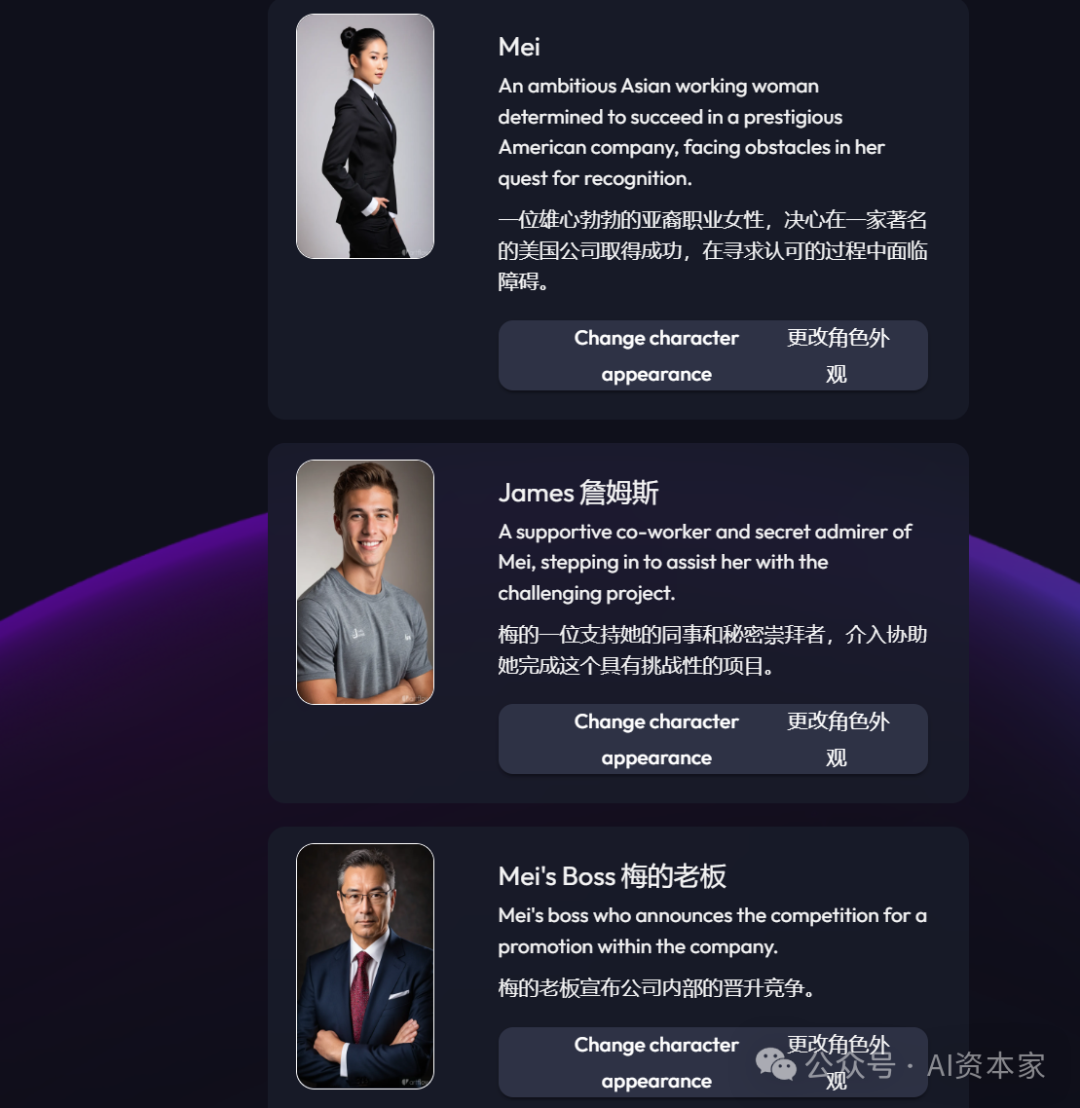 Mei
An ambitious Asian working woman
determined to succeed in a prestigious
American company, facing obstacles in her
quest for recognition.
一位雄心勃勃的亚裔职业女性，决心在一家著名
的美国公司取得成功，在寻求认可的过程中面临
障碍。
Change character 更改角色外
appearance 观
James 詹姆斯
A supportive co-worker and secret admirer of
Mei, stepping in to assist her with the
challenging project.
梅的一位支持她的同事和秘密崇拜者，介入协助
她完成这个具有挑战性的项目。
Change character 更改角色外
appearance 观
Mei's Boss 梅的老板
Mei's boss who announces the competition for a
promotion within the company.
梅的老板宣布公司内部的晋升竞争。
Change character 更改角色外
appearance 观
公众号 · AI资本家